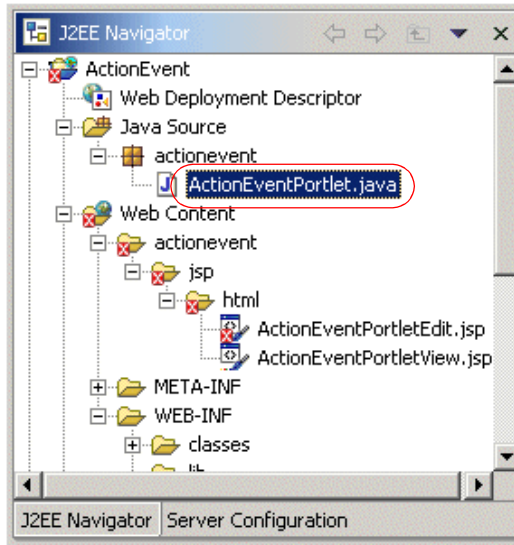 J2EE Navigator
ActionEvent
Web Deployment Descriptor
Java Source
actionevent
ActionEventPortlet.java
Web Content
actionevent
jsp
html
ActionEventPortletEdit.jsp
ActionEventPortletView.jsp
META-INF
WEB-INF
classes
J2EE Navigator Server Configuration